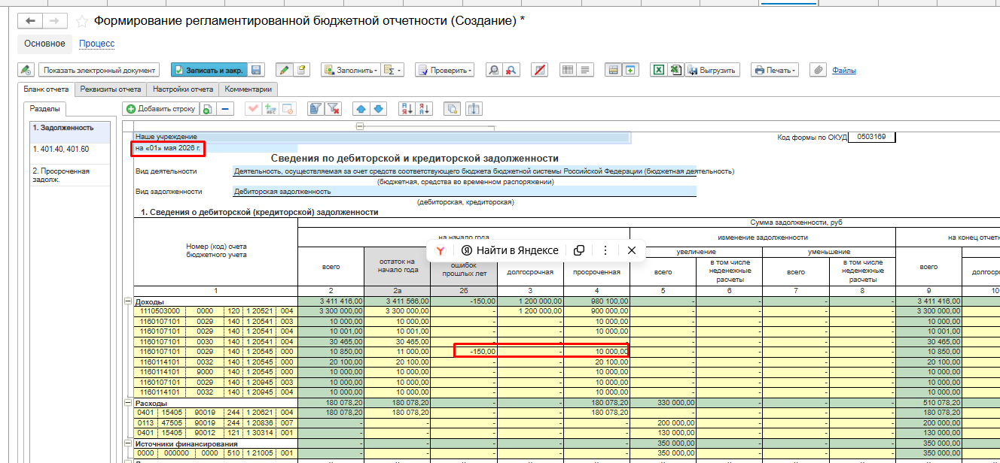 Формирование регламентированной бюджетной отчетности (Создание) *
Основное Процесс
Показать электронный документ Записать и закр. Заполнить Проверить Выгрузить Печать Файлы
Бланк отчета Реквизиты отчета Настройки отчета Комментарии
Разделы Добавить строку
1. Задолженность
1. 401.40, 401.60
2. Просроченная
задолж.
Наше учреждение Код формы по ОКУД 0503169
на «01» мая 2026 г.
Сведения по дебиторской и кредиторской задолженности
Вид деятельности Деятельность, осуществляемая за счет средств соответствующего бюджета бюджетной системы Российской Федерации (бюджетная деятельность)
(бюджетная, средства во временном распоряжении)
Вид задолженности Дебиторская задолженность
(дебиторская, кредиторская)
1. Сведения о дебиторской (кредиторской) задолженности
Номер (код) счета
бюджетного учета
Сумма задолженности, руб
на начало года изменение задолженности на конец отчетн
Найти в Яндексе
увеличение уменьшение
всего остаток на
начало года
ошибок
прошлых лет
долгосрочная просроченная всего в том числе
неденежные
расчеты
всего в том числе
неденежные
расчеты
всего долгосро
1 2 2а 2б 3 4 5 6 7 8 9 10
Доходы 3 411 416,00 3 411 566,00 -150,00 1 200 000,00 980 100,00 - - - - 3 411 416,00
1110503000 0000 120 1 20521 004 3 300 000,00 3 300 000,00 - 1 200 000,00 900 000,00 - - - - 3 300 000,00
1160107101 0029 140 1 20541 003 10 000,00 10 000,00 - - 10 000,00 - - - - 10 000,00
1160107101 0029 140 1 20541 004 10 001,00 10 001,00 - - 10 000,00 - - - - 10 001,00
1160107101 0030 140 1 20541 004 30 465,00 30 465,00 - - - - - - - 30 465,00
1160107101 0029 140 1 20545 000 10 850,00 11 000,00 -150,00 - 10 000,00 - - - - 10 850,00
1160114101 0032 140 1 20545 000 20 100,00 20 100,00 - - 20 100,00 - - - - 20 100,00
1160114101 9000 140 1 20545 000 10 000,00 10 000,00 - - 10 000,00 - - - - 10 000,00
1160107101 0029 140 1 20945 003 10 000,00 10 000,00 - - 10 000,00 - - - - 10 000,00
1160114101 0032 140 1 20945 004 10 000,00 10 000,00 - - 10 000,00 - - - - 10 000,00
Расходы 180 078,20 180 078,20 - - 180 078,20 330 000,00 - - - 510 078,20
0401 15405 90019 244 1 20621 004 180 078,20 180 078,20 - - 180 078,20 - - - - 180 078,20
0113 47505 90019 244 1 20836 007 - - - - - 200 000,00 - - - 200 000,00
0401 15405 90012 121 1 30314 001 - - - - - 130 000,00 - - - 130 000,00
Источники финансирования - - - - - 350 000,00 - - - 350 000,00
0000 000000 0000 510 1 21005 001 - - - - - 350 000,00 - - - 350 000,00